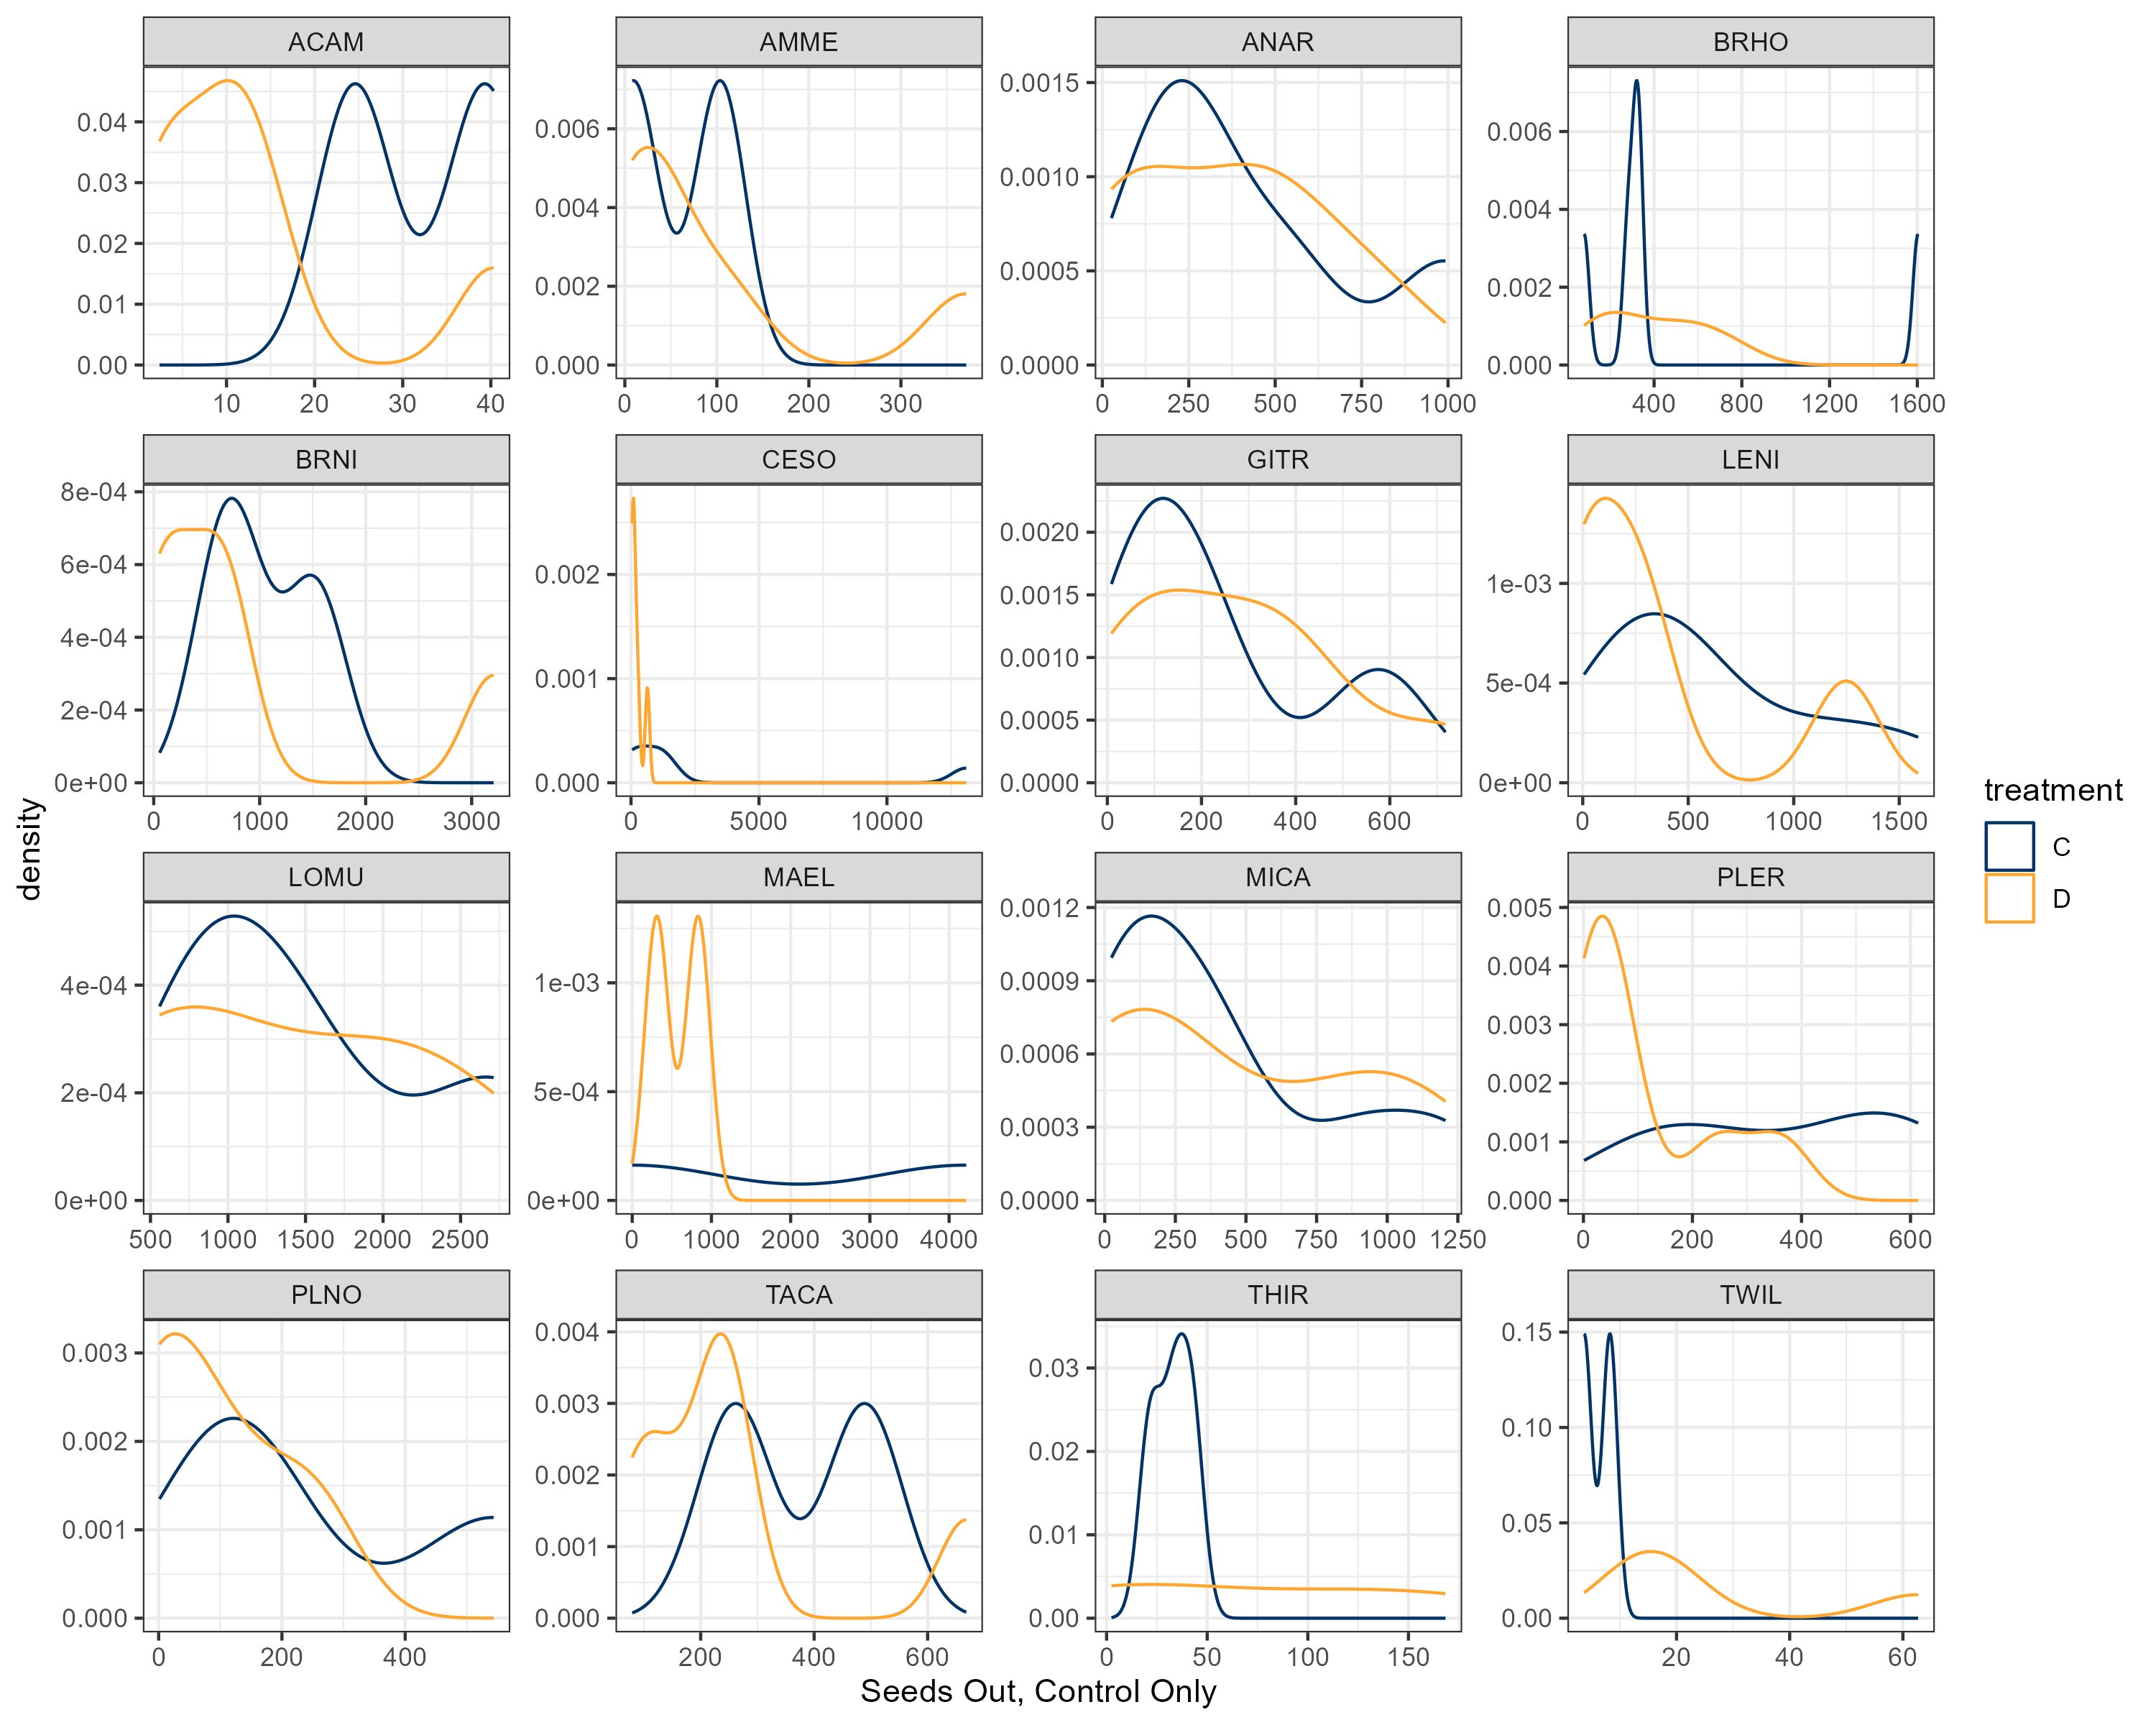 ACAM AMME ANAR BRHO
0.04 0.03 0.02 0.01 0.00
10 20 30 40
0.006 0.004 0.002 0.000
0 100 200 300
0.0015 0.0010 0.0005 0.0000
0 250 500 750 1000
0.006 0.004 0.002 0.000
400 800 1200 1600
BRNI CESO GITR LENI
8e-04 6e-04 4e-04 2e-04 0e+00
0 1000 2000 3000
0.002 0.001 0.000
0 5000 10000
0.0020 0.0015 0.0010 0.0005 0.0000
0 200 400 600
1e-03 5e-04 0e+00
0 500 1000 1500
LOMU MAEL MICA PLER
4e-04 2e-04 0e+00
500 1000 1500 2000 2500
1e-03 5e-04 0e+00
0 1000 2000 3000 4000
0.0012 0.0009 0.0006 0.0003 0.0000
0 250 500 750 1000 1250
0.005 0.004 0.003 0.002 0.001 0.000
0 200 400 600
PLNO TACA THIR TWIL
0.003 0.002 0.001 0.000
0 200 400
0.004 0.003 0.002 0.001 0.000
200 400 600
0.03 0.02 0.01 0.00
0 50 100 150
0.15 0.10 0.05 0.00
20 40 60
density
Seeds Out, Control Only
treatment
C
D